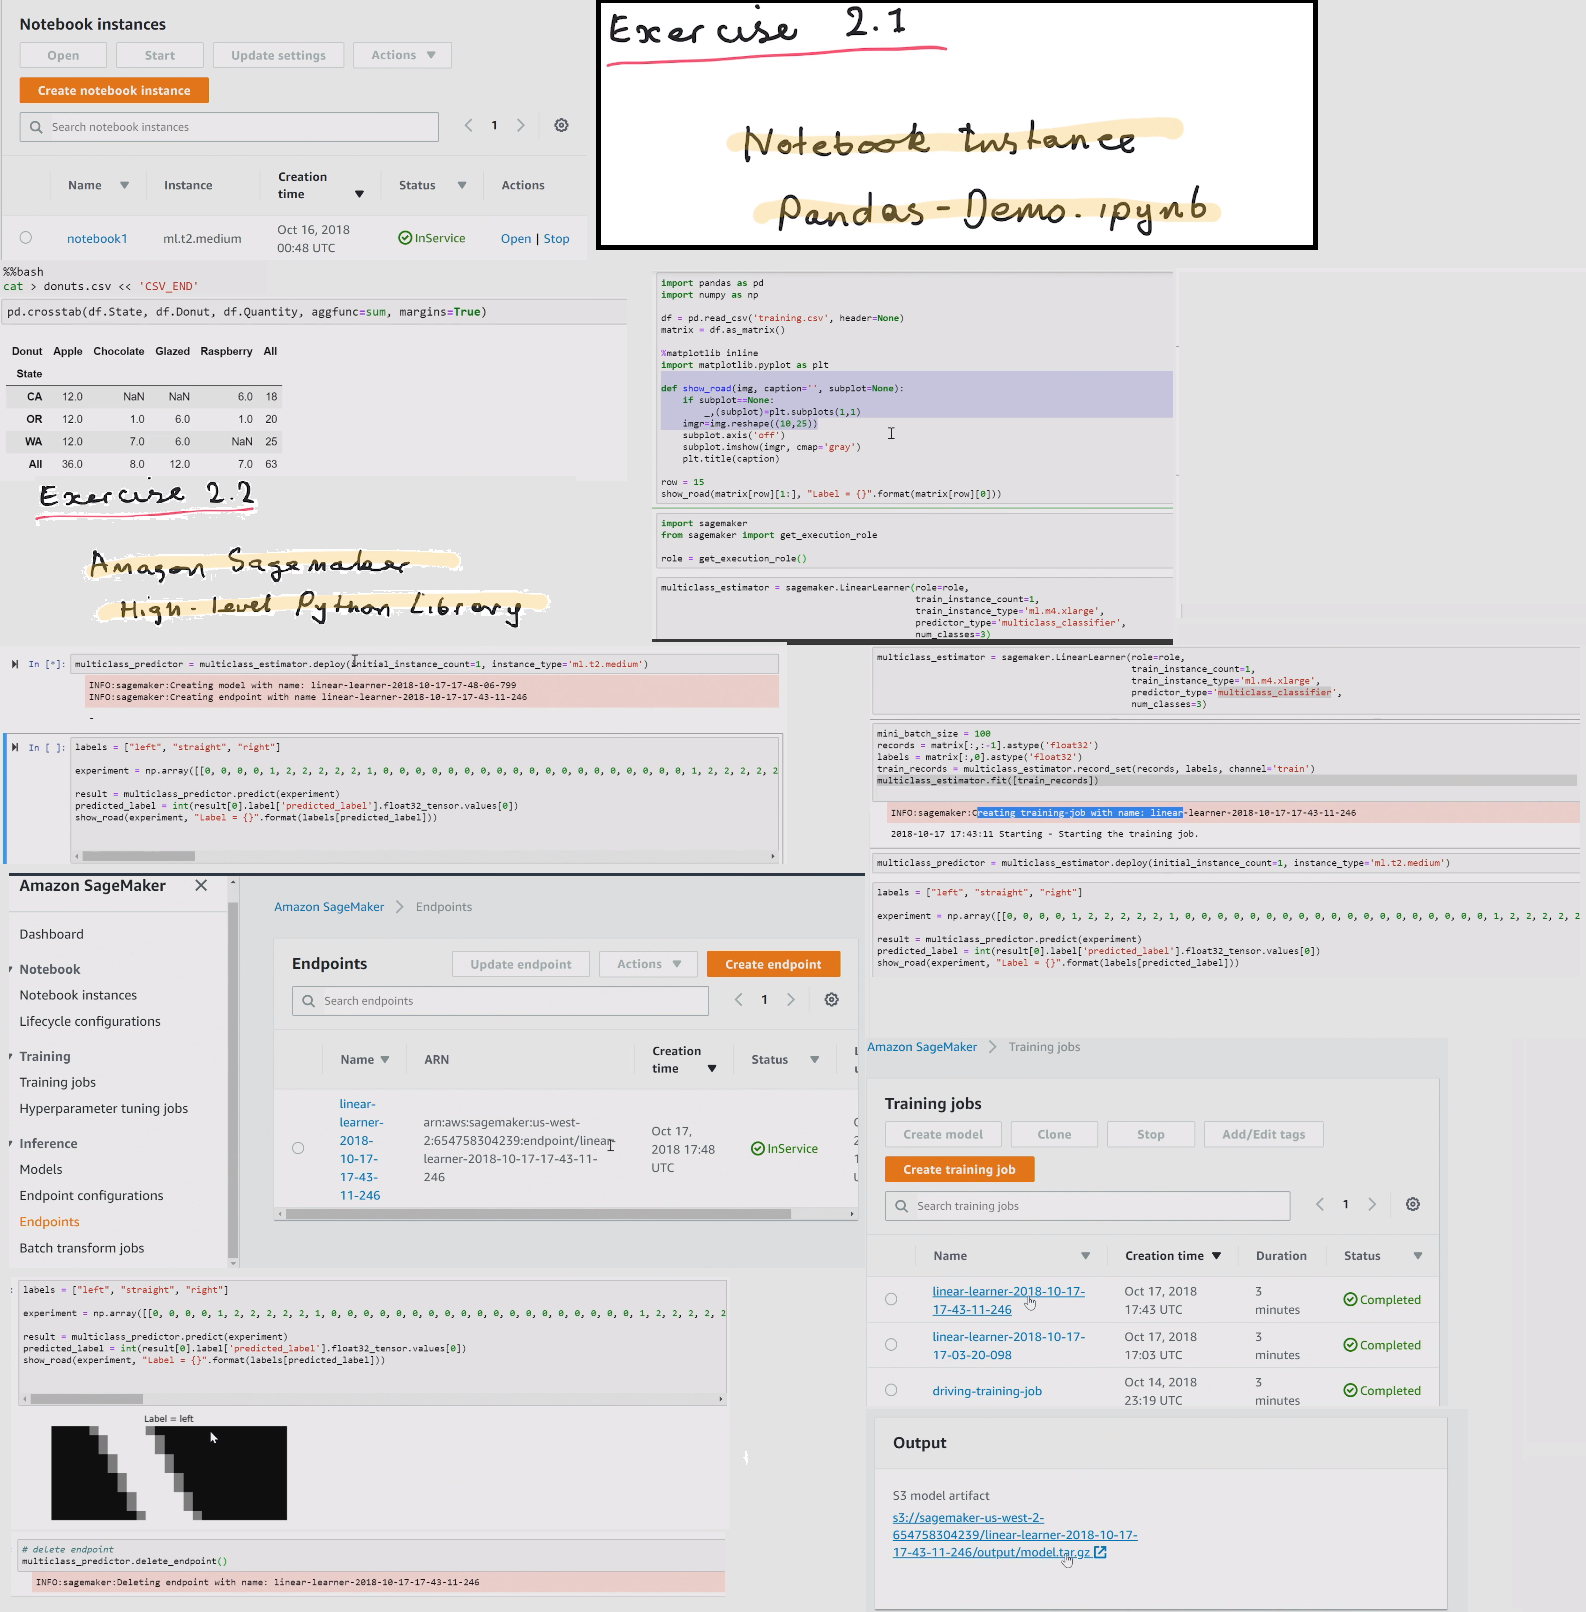 Notebook instances
Open Start Update settings Actions
Create notebook instance
Search notebook instances 1
Name Instance Creation time Status Actions
notebook1 ml.t2.medium Oct 16, 2018 00:48 UTC InService Open | Stop
Exercise 2.1
Notebook Instance
Pandas-Demo.ipynb
%%bash
cat > donuts.csv << 'CSV_END'
pd.crosstab(df.State, df.Donut, df.Quantity, aggfunc=sum, margins=True)
Donut Apple Chocolate Glazed Raspberry All
State
CA 12.0 NaN NaN 6.0 18
OR 12.0 1.0 6.0 1.0 20
WA 12.0 7.0 6.0 NaN 25
All 36.0 8.0 12.0 7.0 63
Exercise 2.2
Amazon Sagemaker
High-level Python Library
import pandas as pd
import numpy as np
df = pd.read_csv('training.csv', header=None)
matrix = df.as_matrix()
%matplotlib inline
import matplotlib.pyplot as plt
def show_road(img, caption='', subplot=None):
if subplot==None:
_,(subplot)=plt.subplots(1,1)
imgr=img.reshape((10,25))
subplot.axis('off')
subplot.imshow(imgr, cmap='gray')
plt.title(caption)
row = 15
show_road(matrix[row][1:], "Label = {}".format(matrix[row][0]))
import sagemaker
from sagemaker import get_execution_role
role = get_execution_role()
multiclass_estimator = sagemaker.LinearLearner(role=role,
train_instance_count=1,
train_instance_type='ml.m4.xlarge',
predictor_type='multiclass_classifier',
num_classes=3)
In [*]: multiclass_predictor = multiclass_estimator.deploy(initial_instance_count=1, instance_type='ml.t2.medium')
INFO:sagemaker:Creating model with name: linear-learner-2018-10-17-17-48-06-799
INFO:sagemaker:Creating endpoint with name linear-learner-2018-10-17-17-43-11-246
-
In [ ]: labels = ["left", "straight", "right"]
experiment = np.array([[0, 0, 0, 0, 1, 2, 2, 2, 2, 2, 1, 0, 0, 0, 0, 0, 0, 0, 0, 0, 0, 0, 0, 0, 0, 0, 0, 0, 0, 0, 1, 2, 2, 2, 2, 2
result = multiclass_predictor.predict(experiment)
predicted_label = int(result[0].label['predicted_label'].float32_tensor.values[0])
show_road(experiment, "Label = {}".format(labels[predicted_label]))
multiclass_estimator = sagemaker.LinearLearner(role=role,
train_instance_count=1,
train_instance_type='ml.m4.xlarge',
predictor_type='multiclass_classifier',
num_classes=3)
mini_batch_size = 100
records = matrix[:,:-1].astype('float32')
labels = matrix[:,0].astype('float32')
train_records = multiclass_estimator.record_set(records, labels, channel='train')
multiclass_estimator.fit([train_records])
INFO:sagemaker:Creating training-job with name: linear-learner-2018-10-17-17-43-11-246
2018-10-17 17:43:11 Starting - Starting the training job.
multiclass_predictor = multiclass_estimator.deploy(initial_instance_count=1, instance_type='ml.t2.medium')
labels = ["left", "straight", "right"]
experiment = np.array([[0, 0, 0, 0, 1, 2, 2, 2, 2, 2, 1, 0, 0, 0, 0, 0, 0, 0, 0, 0, 0, 0, 0, 0, 0, 0, 0, 0, 0, 0, 1, 2, 2, 2, 2, 2
result = multiclass_predictor.predict(experiment)
predicted_label = int(result[0].label['predicted_label'].float32_tensor.values[0])
show_road(experiment, "Label = {}".format(labels[predicted_label]))
Amazon SageMaker
Dashboard
Notebook
Notebook instances
Lifecycle configurations
Training
Training jobs
Hyperparameter tuning jobs
Inference
Models
Endpoint configurations
Endpoints
Batch transform jobs
Amazon SageMaker > Endpoints
Endpoints Update endpoint Actions Create endpoint
Search endpoints 1
Name ARN Creation time Status
linear-learner-2018-10-17-17-43-11-246 arn:aws:sagemaker:us-west-2:654758304239:endpoint/linear-learner-2018-10-17-17-43-11-246 Oct 17, 2018 17:48 UTC InService
Amazon SageMaker > Training jobs
Training jobs
Create model Clone Stop Add/Edit tags
Create training job
Search training jobs 1
Name Creation time Duration Status
linear-learner-2018-10-17-17-43-11-246 Oct 17, 2018 17:43 UTC 3 minutes Completed
linear-learner-2018-10-17-17-03-20-098 Oct 17, 2018 17:03 UTC 3 minutes Completed
driving-training-job Oct 14, 2018 23:19 UTC 3 minutes Completed
labels = ["left", "straight", "right"]
experiment = np.array([[0, 0, 0, 0, 1, 2, 2, 2, 2, 2, 1, 0, 0, 0, 0, 0, 0, 0, 0, 0, 0, 0, 0, 0, 0, 0, 0, 0, 0, 0, 1, 2, 2, 2, 2, 2
result = multiclass_predictor.predict(experiment)
predicted_label = int(result[0].label['predicted_label'].float32_tensor.values[0])
show_road(experiment, "Label = {}".format(labels[predicted_label]))
Label = left
# delete endpoint
multiclass_predictor.delete_endpoint()
INFO:sagemaker:Deleting endpoint with name: linear-learner-2018-10-17-17-43-11-246
Output
S3 model artifact
s3://sagemaker-us-west-2-
654758304239/linear-learner-2018-10-17-
17-43-11-246/output/model.tar.gz